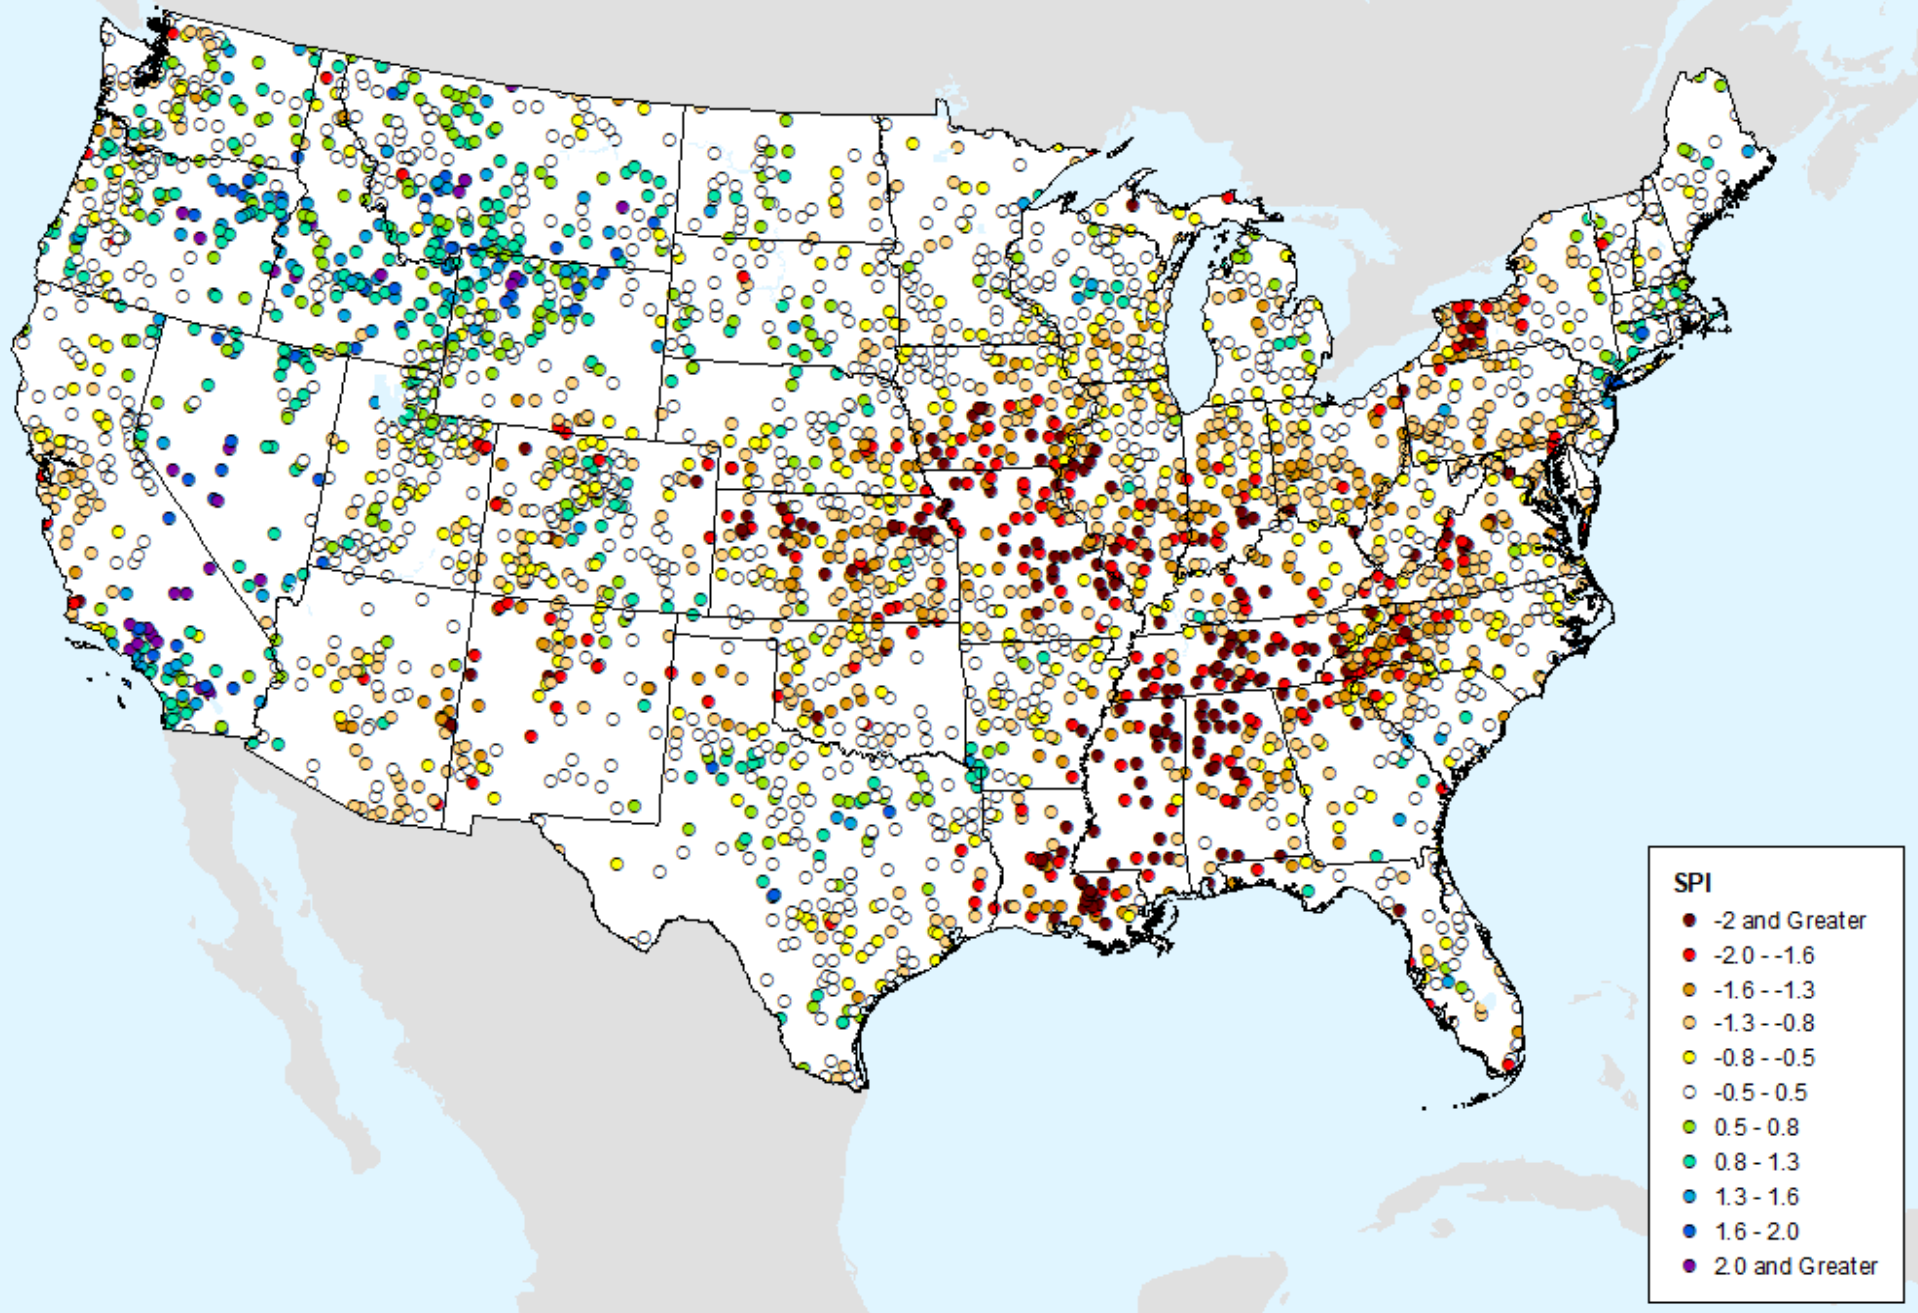 SPI
-2 and Greater
-2.0 - -1.6
-1.6 - -1.3
-1.3 - -0.8
-0.8 - -0.5
-0.5 - 0.5
0.5 - 0.8
0.8 - 1.3
1.3 - 1.6
1.6 - 2.0
2.0 and Greater